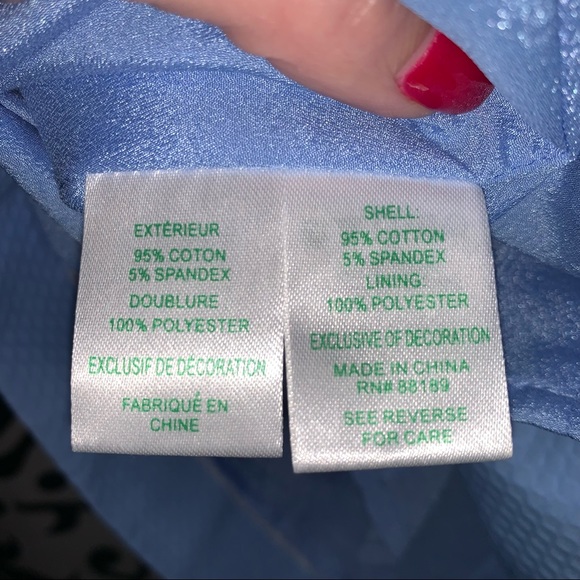 EXTÉRIEUR
95% COTON
5% SPANDEX
DOUBLURE
100% POLYESTER
EXCLUSIF DE DÉCORATION
FABRIQUÉ EN
CHINE
SHELL:
95% COTTON
5% SPANDEX
LINING:
100% POLYESTER
EXCLUSIVE OF DECORATION
MADE IN CHINA
RN# 88189
SEE REVERSE
FOR CARE